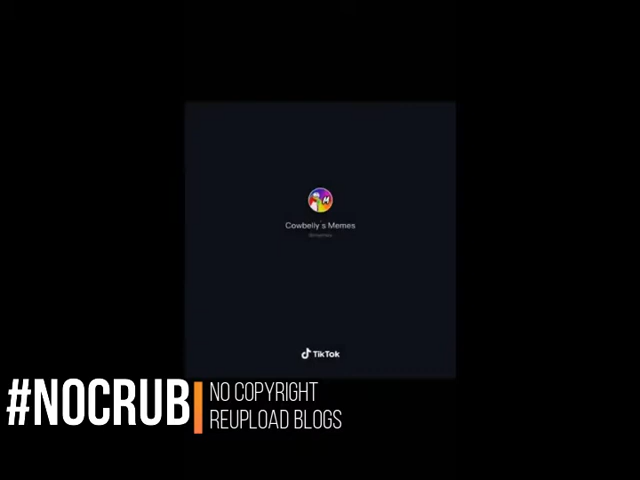 Cowbelly's Memes
TikTok
#NOCRUB
NO COPYRIGHT
REUPLOAD BLOGS